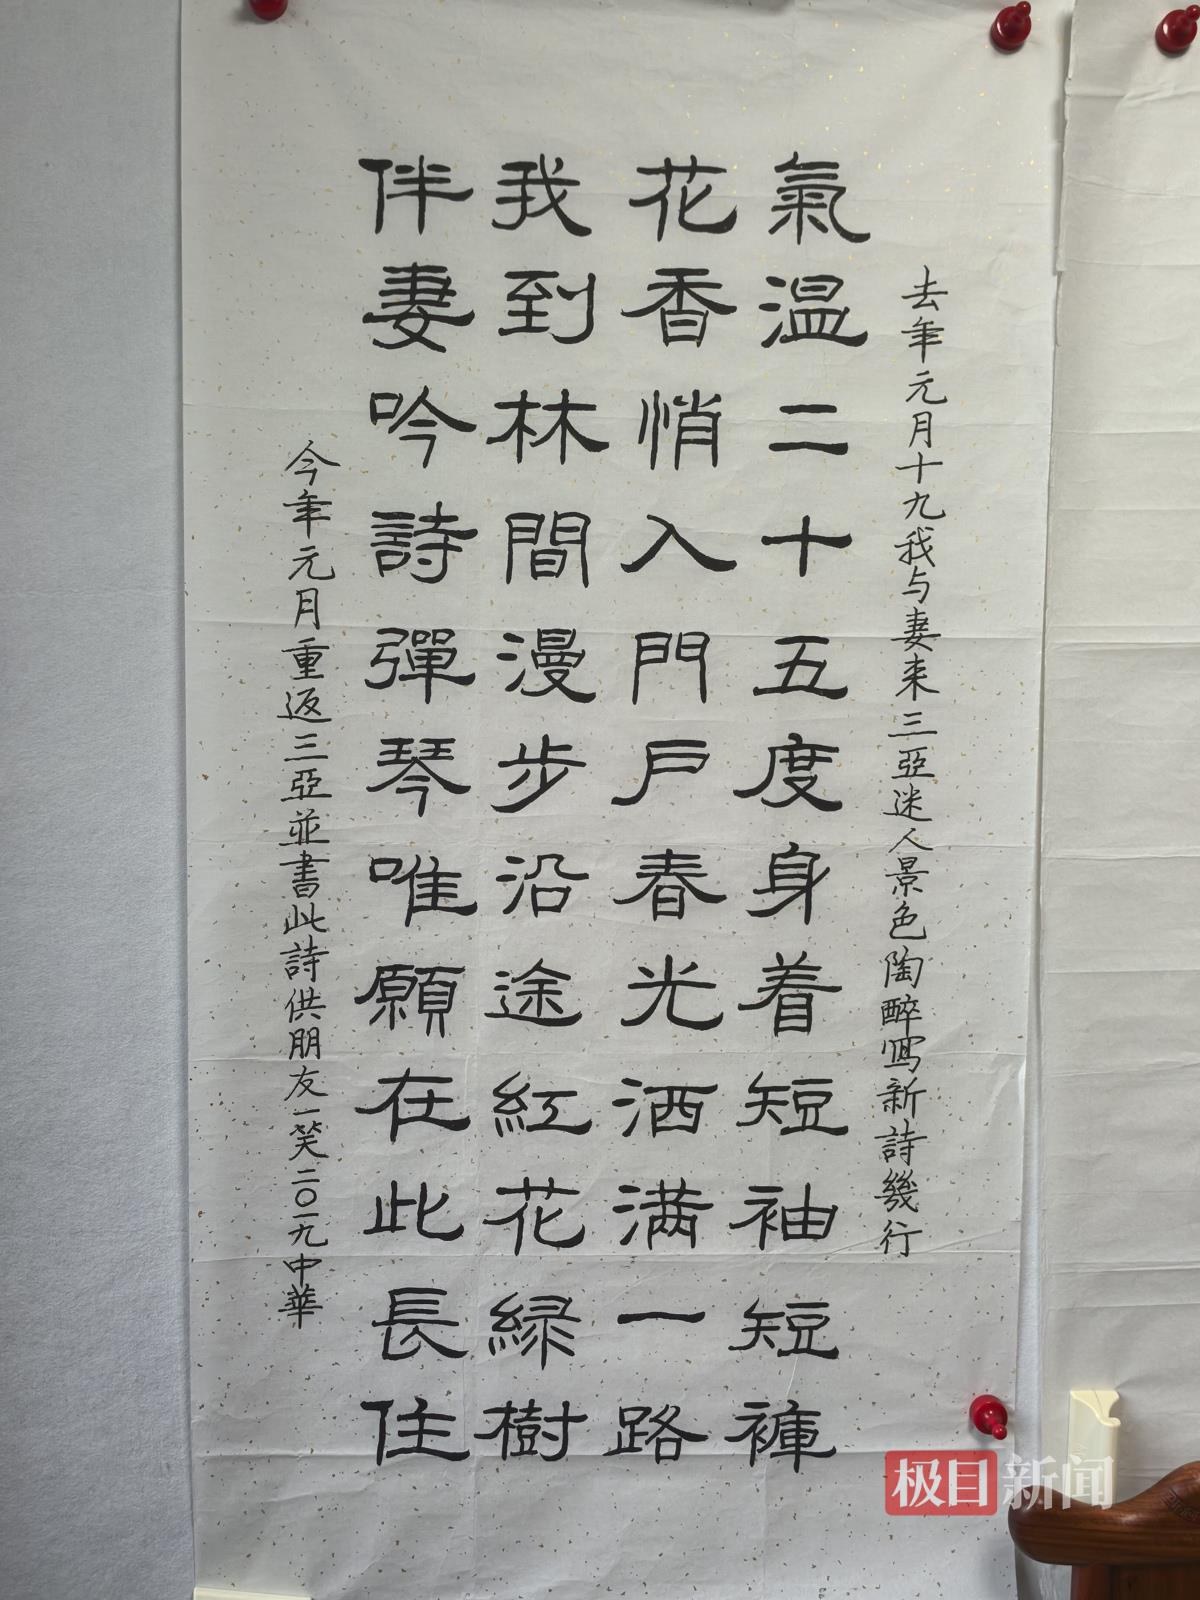 去年元月十九我与妻来三亞迷人景色陶醉寫新詩幾行
氣温二十五度身着短袖短褲
花香悄入門戶春光洒满一路
我到林間漫步沿途紅花緑樹
伴妻吟詩彈琴唯願在此長住
今年元月重返三亞並書此詩供朋友一笑二〇一九中華
极目新闻